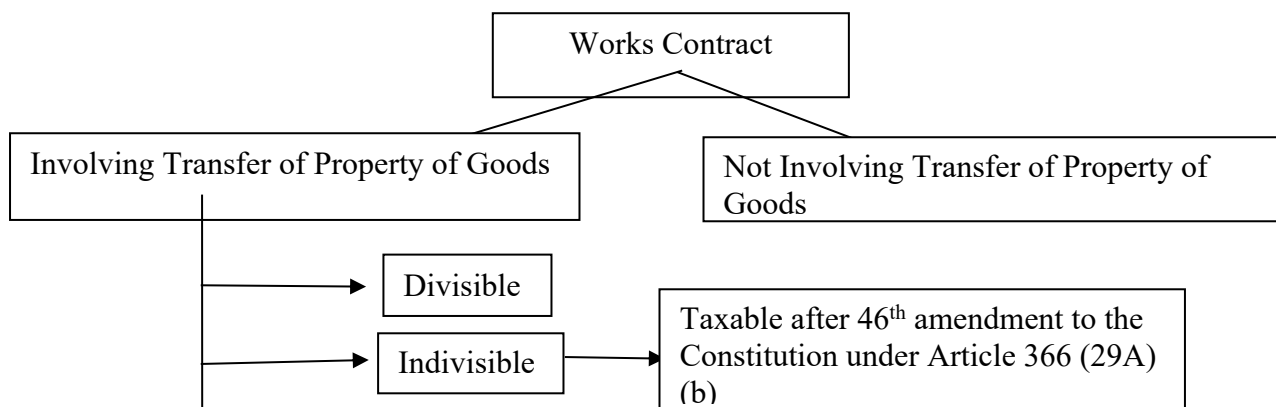 Works Contract
Involving Transfer of Property of Goods
Not Involving Transfer of Property of
Goods
Divisible
Indivisible
Taxable after 46th amendment to the
Constitution under Article 366 (29A)
(b)